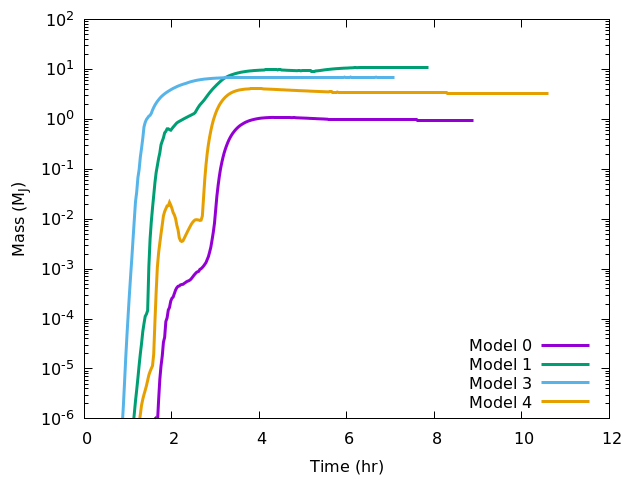 10^2
10^1
10^0
10^-1
10^-2
10^-3
10^-4
10^-5
10^-6
Mass (M_J)
Model 0
Model 1
Model 3
Model 4
0 2 4 6 8 10 12
Time (hr)